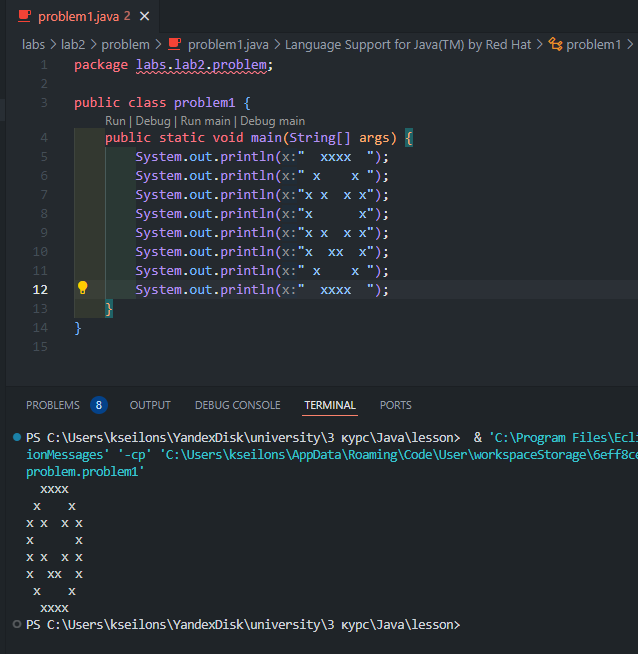 problem1.java 2 ×
labs > lab2 > problem > problem1.java > Language Support for Java(TM) by Red Hat > problem1 >
1 package labs.lab2.problem;
2
3 public class problem1 {
Run | Debug | Run main | Debug main
4     public static void main(String[] args) {
5         System.out.println(x:"  xxxx  ");
6         System.out.println(x:" x    x ");
7         System.out.println(x:"x x  x x");
8         System.out.println(x:"x      x");
9         System.out.println(x:"x x  x x");
10         System.out.println(x:"x  xx  x");
11         System.out.println(x:" x    x ");
12         System.out.println(x:"  xxxx  ");
13     }
14 }
15
PROBLEMS 8 OUTPUT DEBUG CONSOLE TERMINAL PORTS
PS C:\Users\kseilons\YandexDisk\university\3 курс\Java\lesson>  & 'C:\Program Files\Ecli
ionMessages' '-cp' 'C:\Users\kseilons\AppData\Roaming\Code\User\workspaceStorage\6eff8ce
problem.problem1'
  xxxx
 x    x
x x  x x
x      x
x x  x x
x  xx  x
 x    x
  xxxx
PS C:\Users\kseilons\YandexDisk\university\3 курс\Java\lesson>